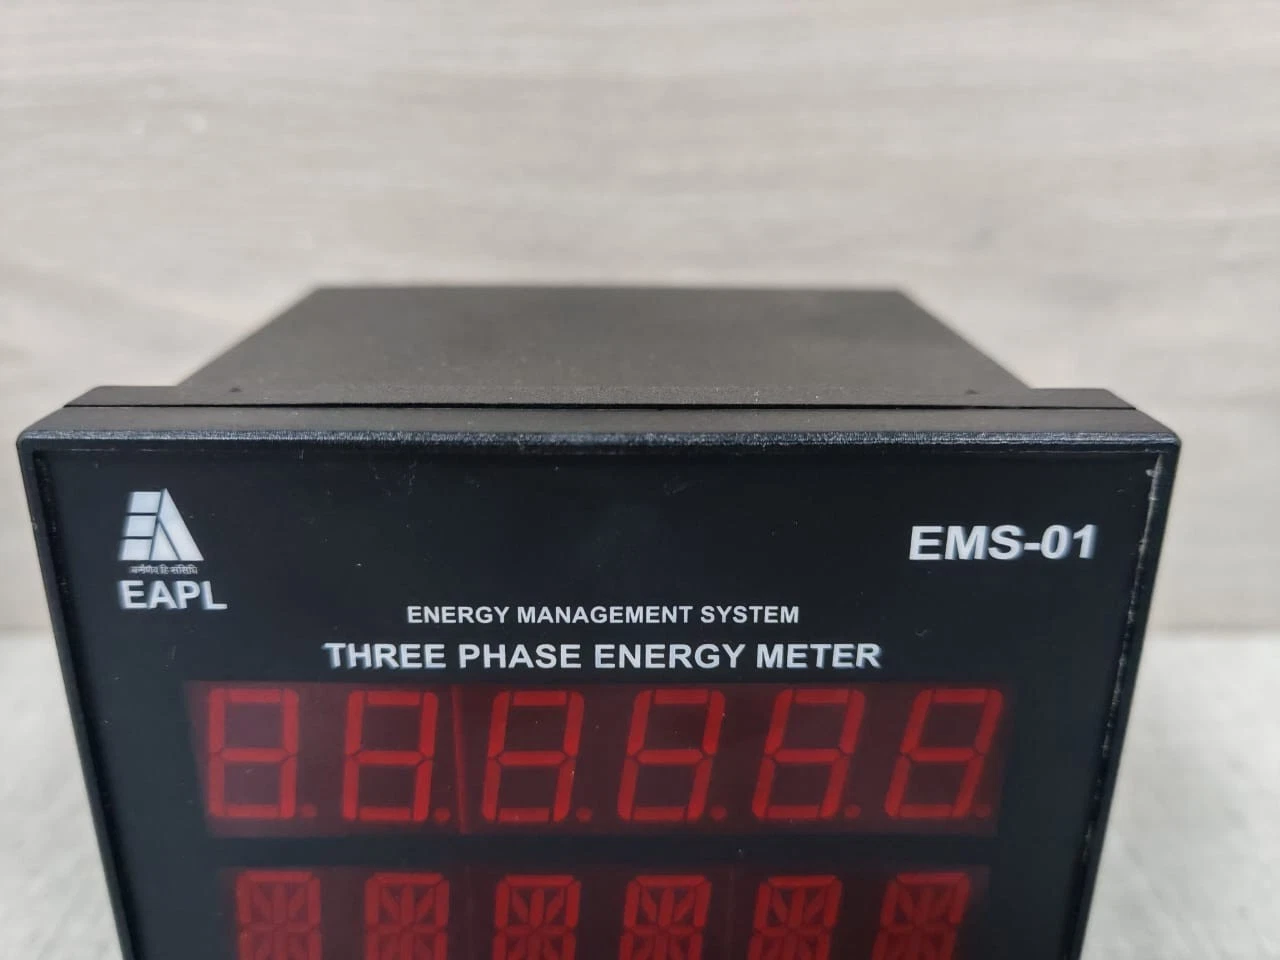 EMS-01
EAPL
ENERGY MANAGEMENT SYSTEM
THREE PHASE ENERGY METER